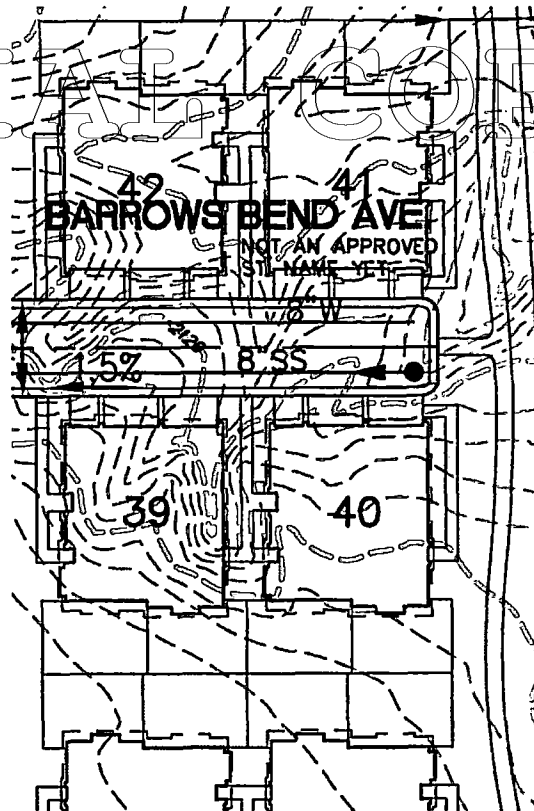 42 41
BARROWS BEND AVE
NOT AN APPROVED
ST NAME YET
8" W
1.5% 8" SS
39 40